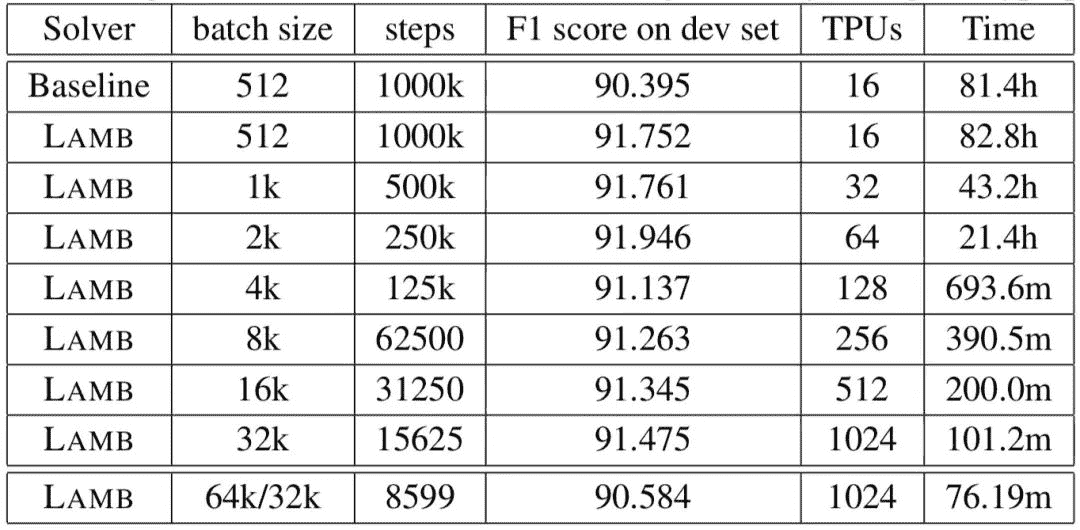 Solver batch size steps F1 score on dev set TPUs Time
Baseline 512 1000k 90.395 16 81.4h
LAMB 512 1000k 91.752 16 82.8h
LAMB 1k 500k 91.761 32 43.2h
LAMB 2k 250k 91.946 64 21.4h
LAMB 4k 125k 91.137 128 693.6m
LAMB 8k 62500 91.263 256 390.5m
LAMB 16k 31250 91.345 512 200.0m
LAMB 32k 15625 91.475 1024 101.2m
LAMB 64k/32k 8599 90.584 1024 76.19m